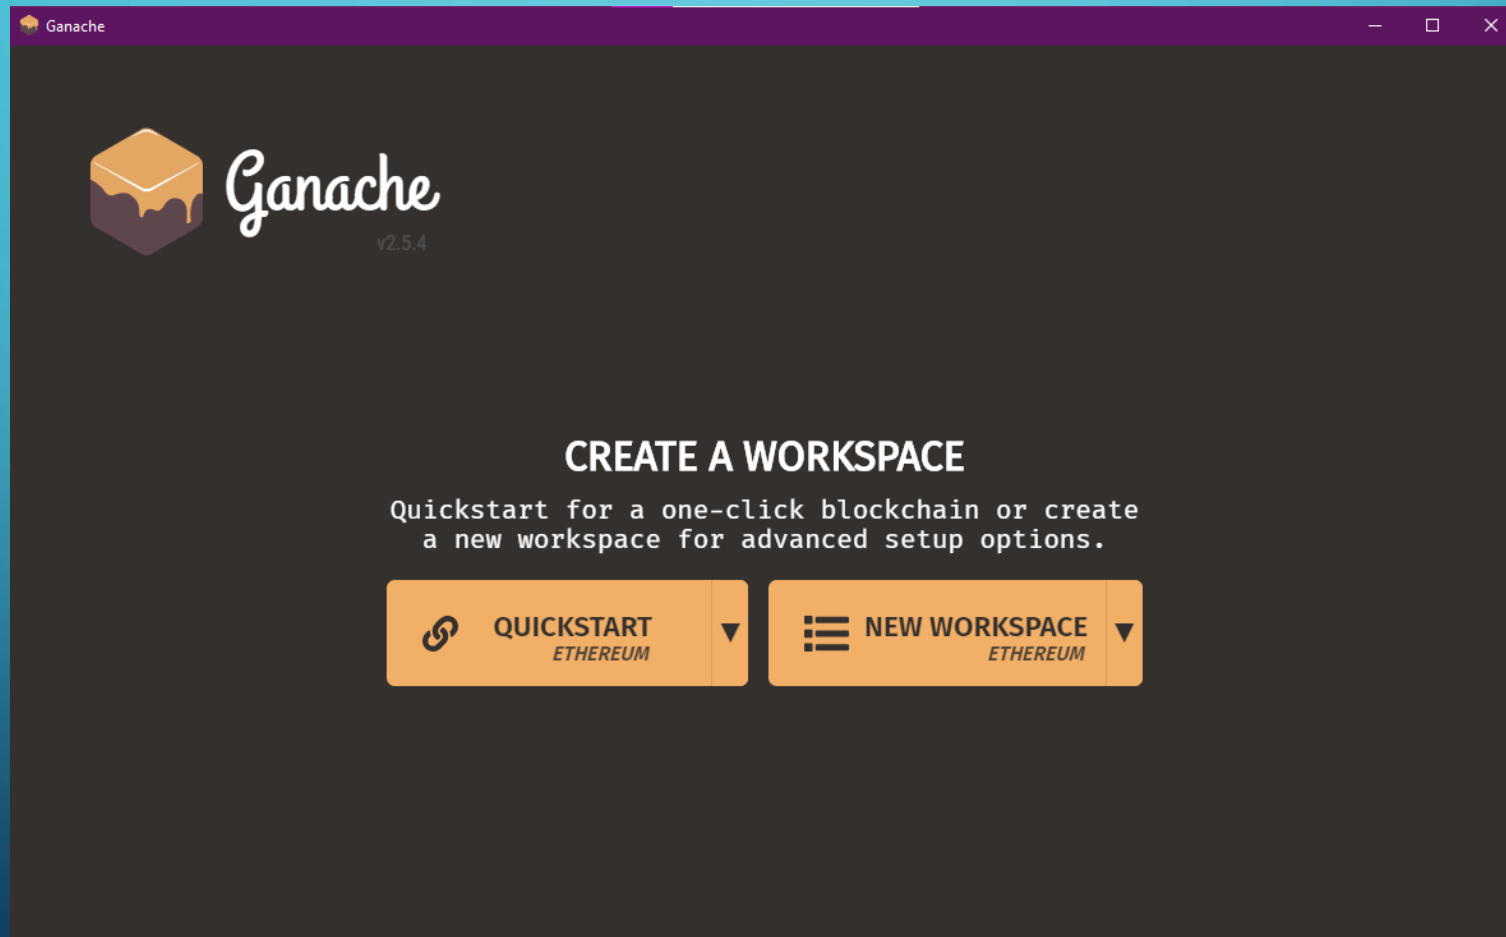 Ganache
Ganache
v2.5.4
CREATE A WORKSPACE
Quickstart for a one-click blockchain or create
a new workspace for advanced setup options.
QUICKSTART
ETHEREUM
▼
NEW WORKSPACE
ETHEREUM
▼